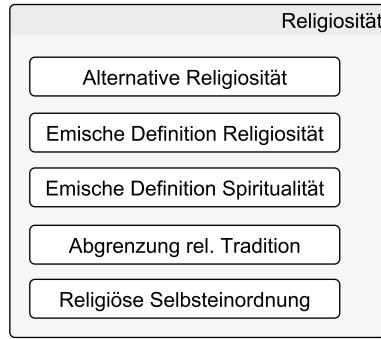 Religiosität
Alternative Religiosität
Emische Definition Religiosität
Emische Definition Spiritualität
Abgrenzung rel. Tradition
Religiöse Selbsteinordnung